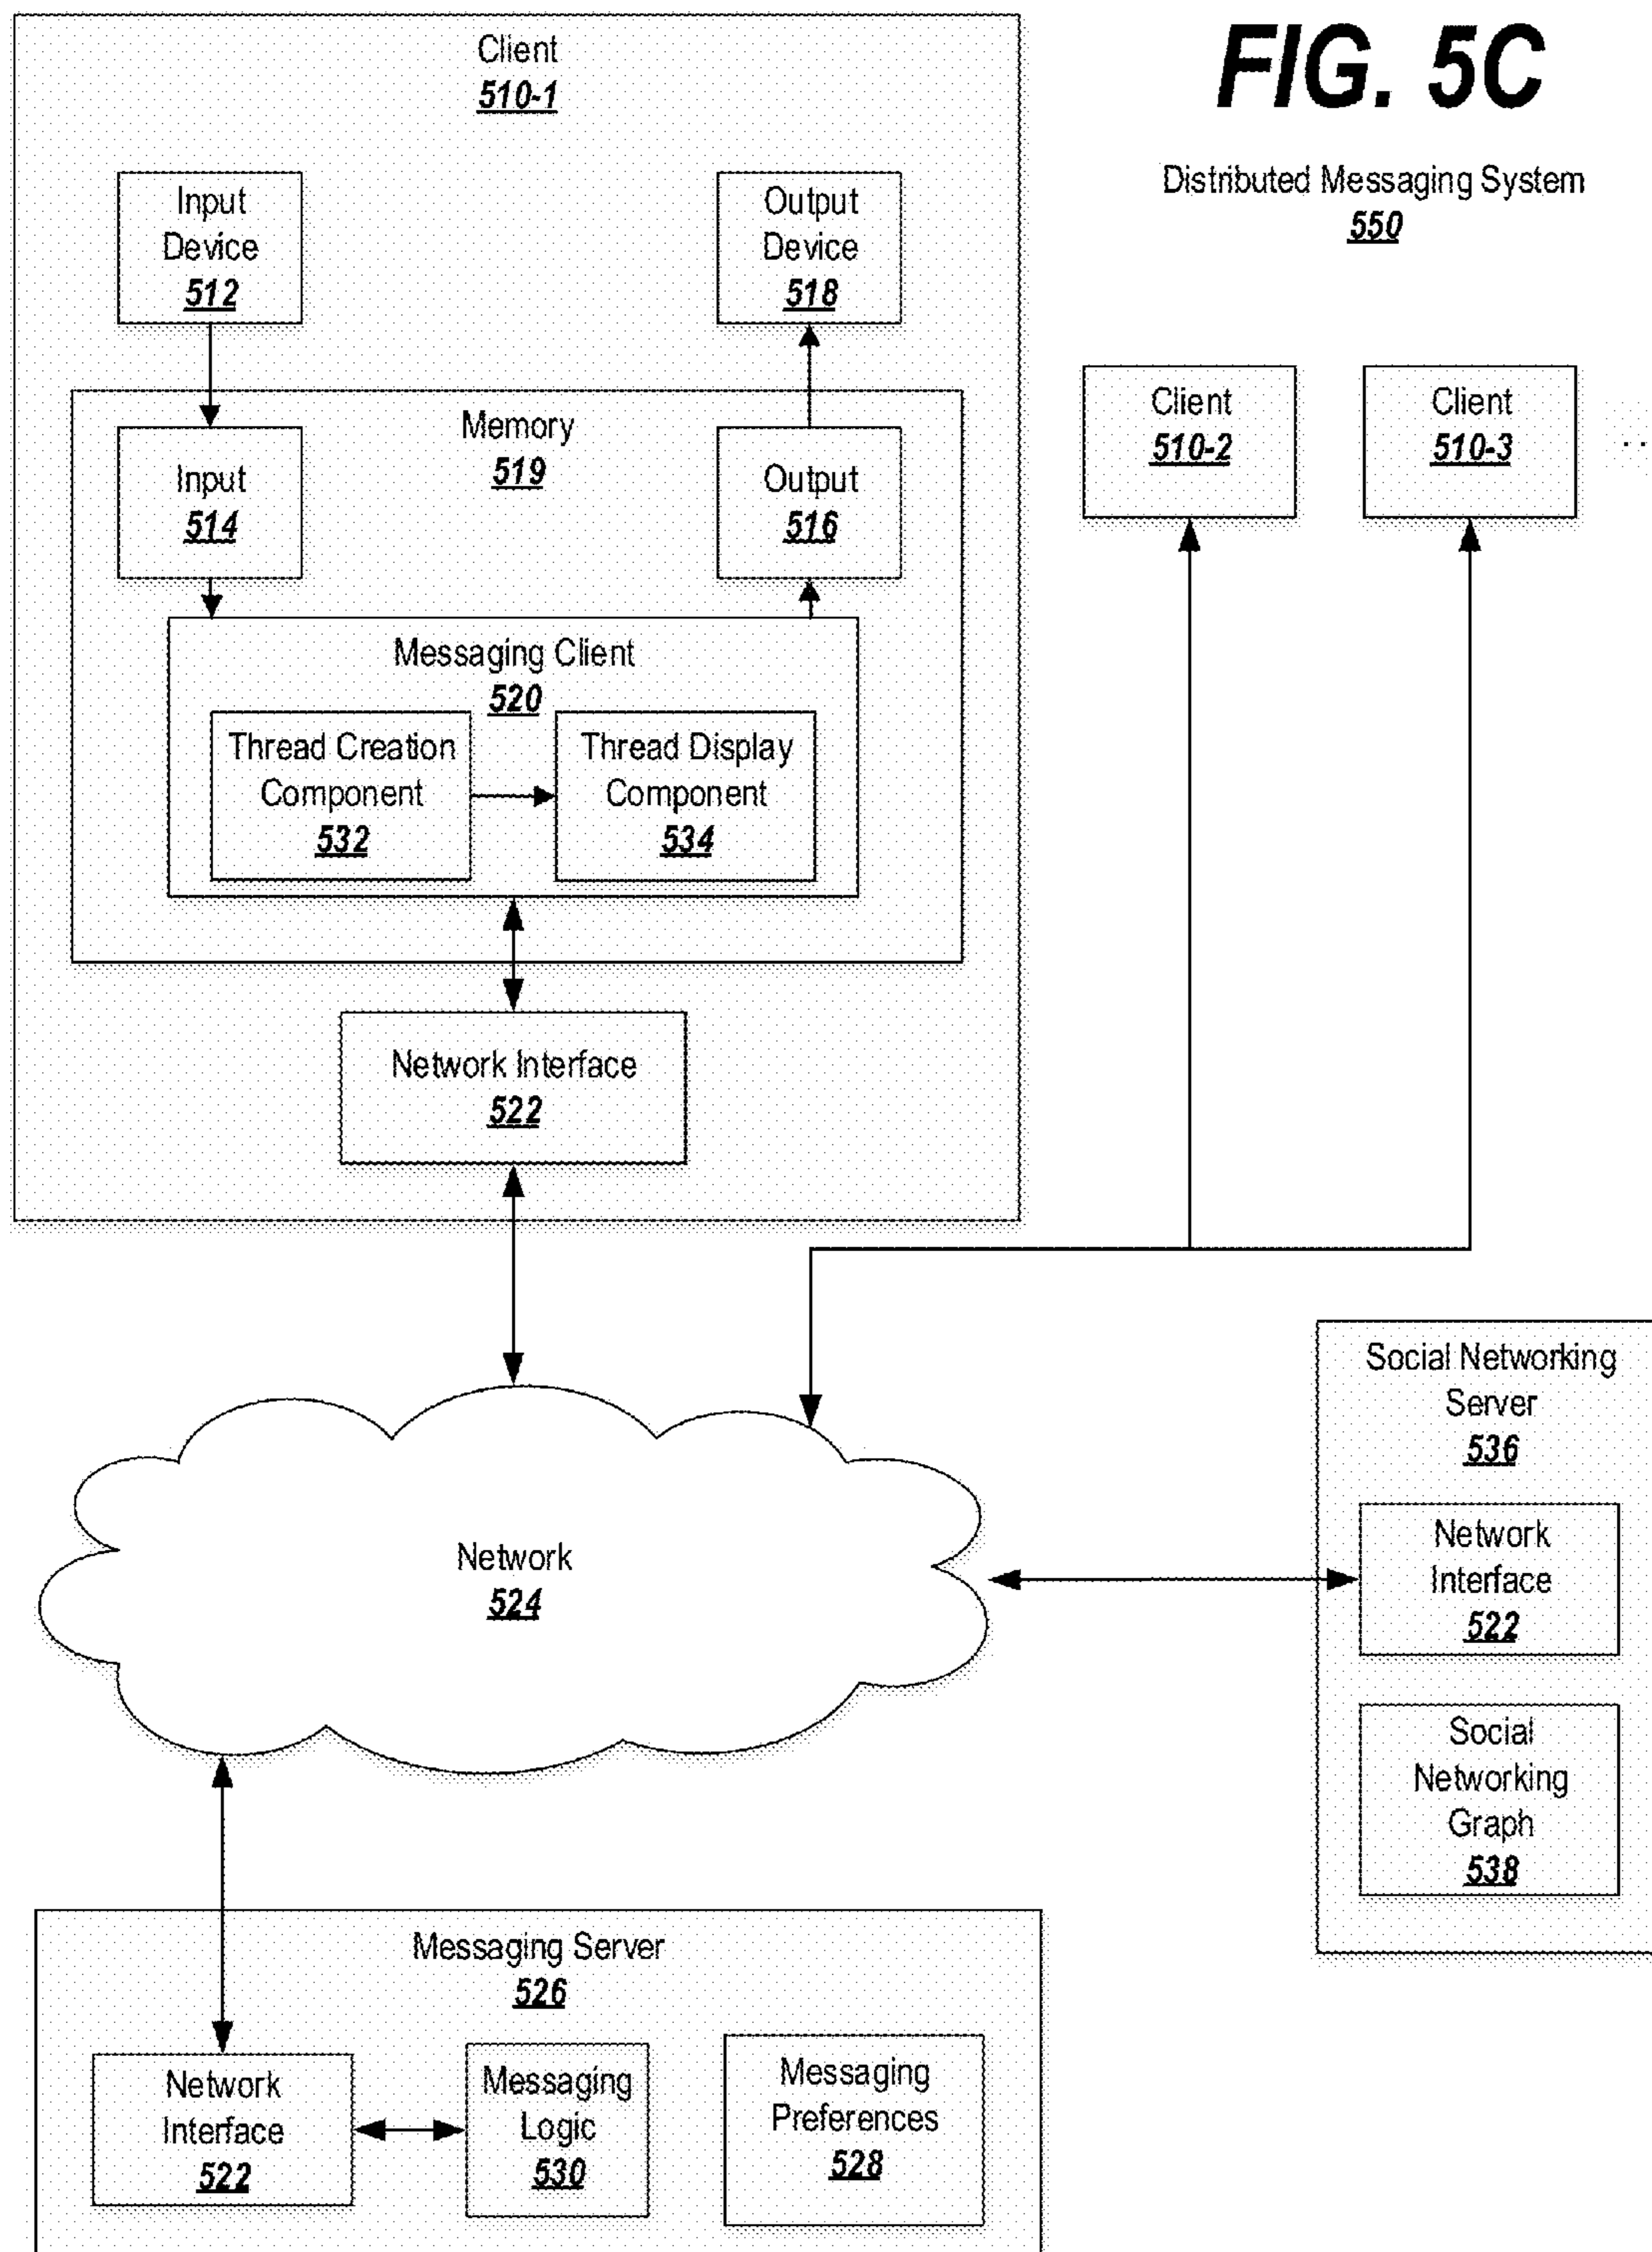 FIG. 5C
Distributed Messaging System
550
Client
510-1
Input
Device
512
Output
Device
518
Memory
519
Input
514
Output
516
Client
510-2
Client
510-3
..
Messaging Client
520
Thread Creation
Component
532
Thread Display
Component
534
Network Interface
522
Network
524
Social Networking
Server
536
Network
Interface
522
Social
Networking
Graph
538
Messaging Server
526
Network
Interface
522
Messaging
Logic
530
Messaging
Preferences
528